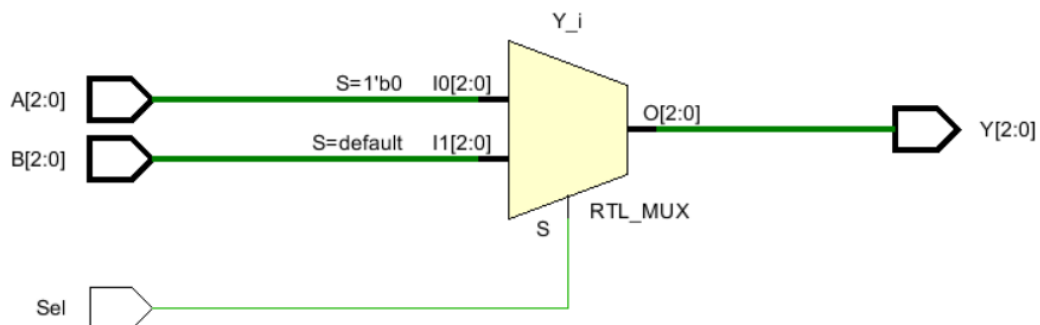 Y_i
A[2:0] S=1'b0 I0[2:0] O[2:0] Y[2:0]
B[2:0] S=default I1[2:0]
S RTL_MUX
Sel